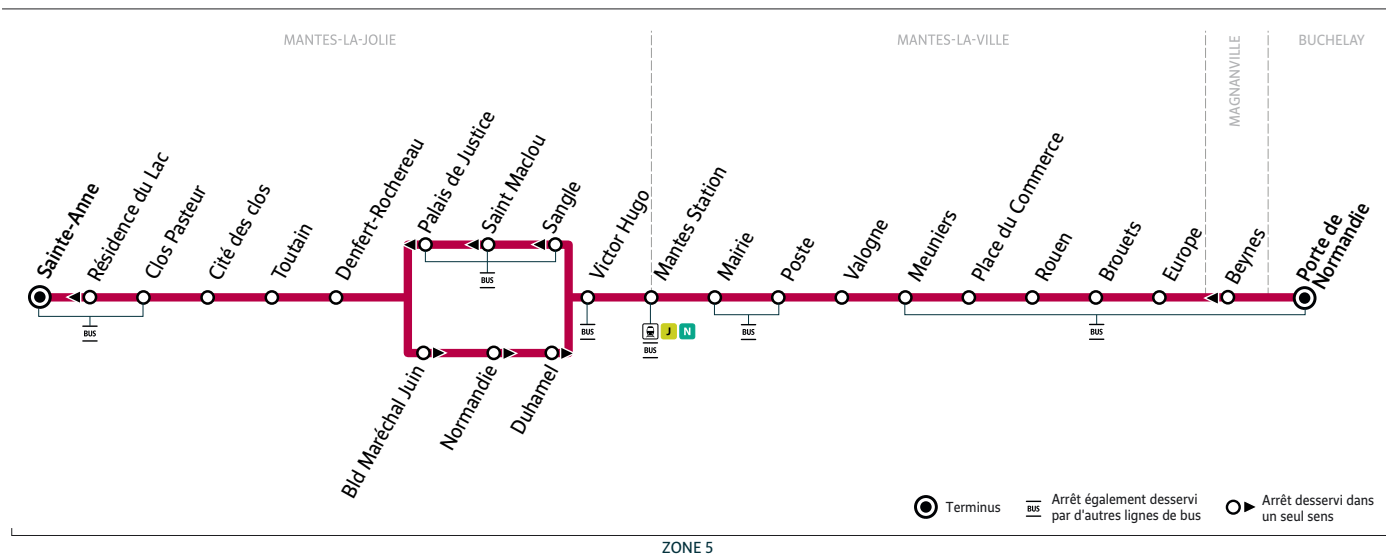 MANTES-LA-JOLIE
MANTES-LA-VILLE
MAGNANVILLE
BUCHELAY
Sainte-Anne
Résidence du Lac
Clos Pasteur
Cité des clos
Toutain
Denfert-Rochereau
Palais de Justice
Saint Maclou
Sangle
Bld Maréchal Juin
Normandie
Duhamel
Victor Hugo
Mantes Station
Mairie
Poste
Valogne
Meuniers
Place du Commerce
Rouen
Brouets
Europe
Beynes
Porte de
Normandie
BUS
BUS
BUS
J N
BUS
BUS
BUS
Terminus
BUS
Arrêt également desservi
par d'autres lignes de bus
Arrêt desservi dans
un seul sens
ZONE 5